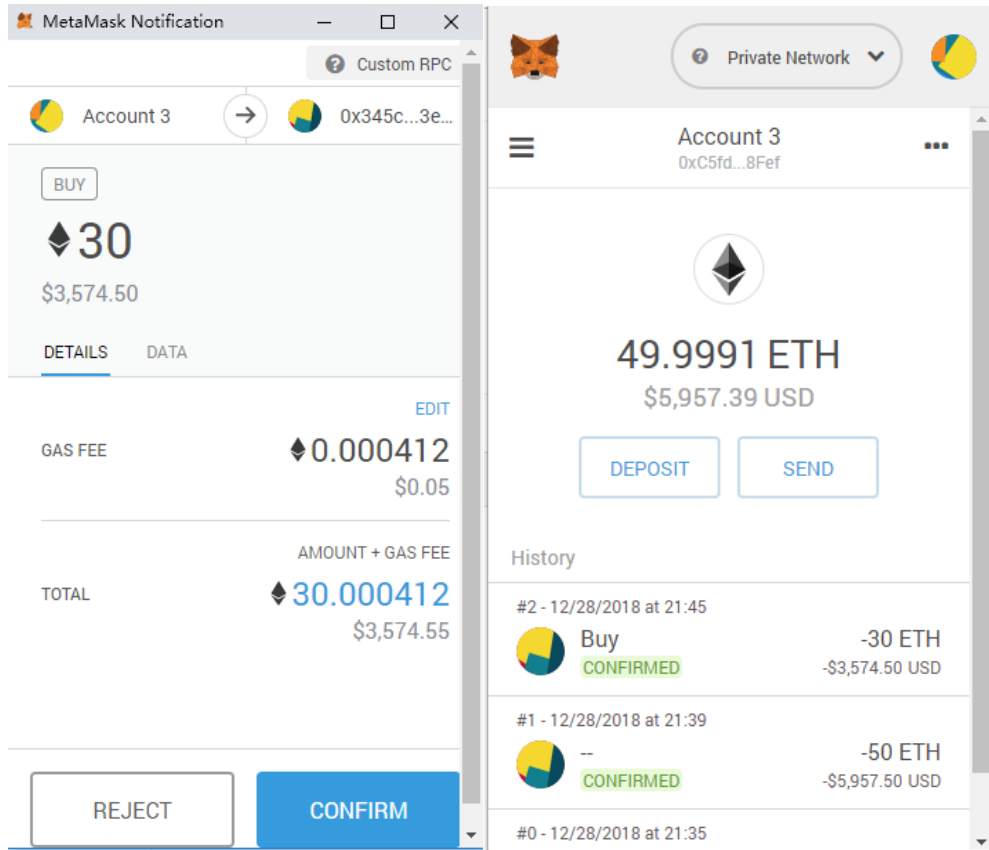 MetaMask Notification
Custom RPC
Account 3
0x345c...3e...
BUY
30
$3,574.50
DETAILS DATA
EDIT
GAS FEE
0.000412
$0.05
AMOUNT + GAS FEE
TOTAL
30.000412
$3,574.55
REJECT
CONFIRM
Private Network
Account 3
0xC5fd...8Fef
49.9991 ETH
$5,957.39 USD
DEPOSIT
SEND
History
#2 - 12/28/2018 at 21:45
Buy -30 ETH
CONFIRMED -$3,574.50 USD
#1 - 12/28/2018 at 21:39
-- -50 ETH
CONFIRMED -$5,957.50 USD
#0 - 12/28/2018 at 21:35